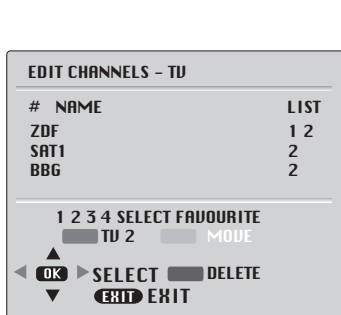 EDIT CHANNELS - TV
# NAME LIST
ZDF 1 2
SAT1 2
BBG 2
1 2 3 4 SELECT FAVOURITE
TV 2 MOVE
OK SELECT DELETE
EXIT EXIT